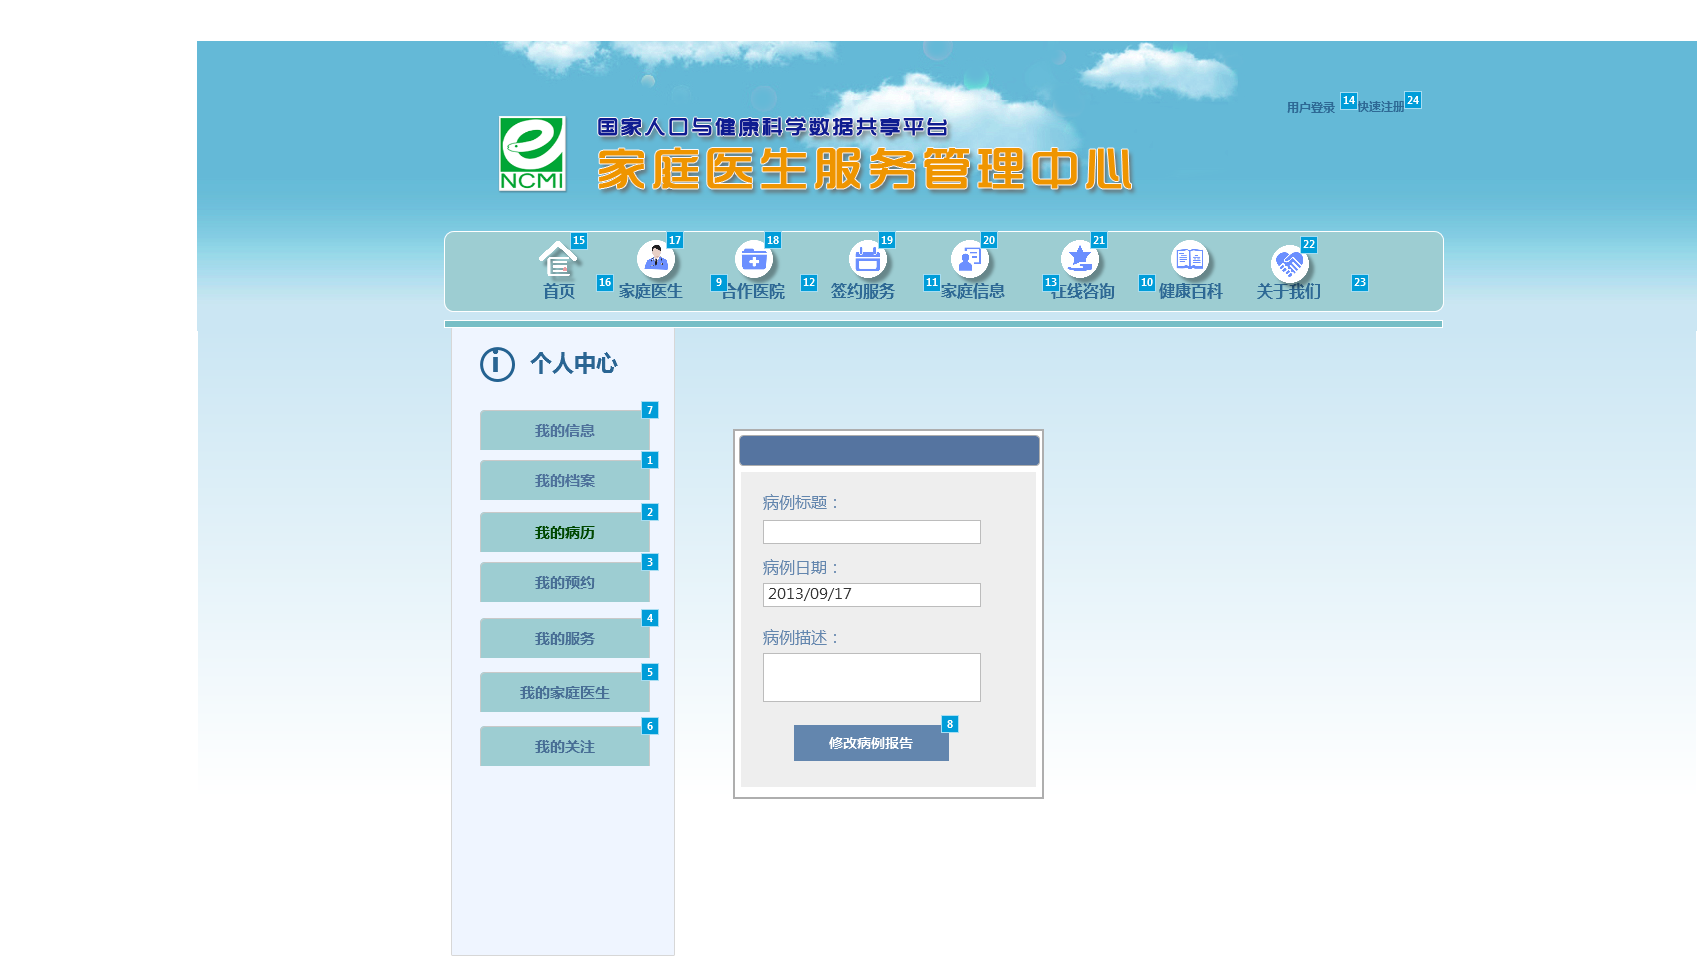 用户登录 14 快速注册 24
国家人口与健康科学数据共享平台
家庭医生服务管理中心
NCMI
15 17 18 19 20 21 22
首页 16 家庭医生 9 合作医院 12 签约服务 11 家庭信息 13 在线咨询 10 健康百科 关于我们 23
个人中心
7
我的信息
1
我的档案
2
我的病历
3
我的预约
4
我的服务
5
我的家庭医生
6
我的关注
病例标题：
病例日期：
2013/09/17
病例描述：
8
修改病例报告